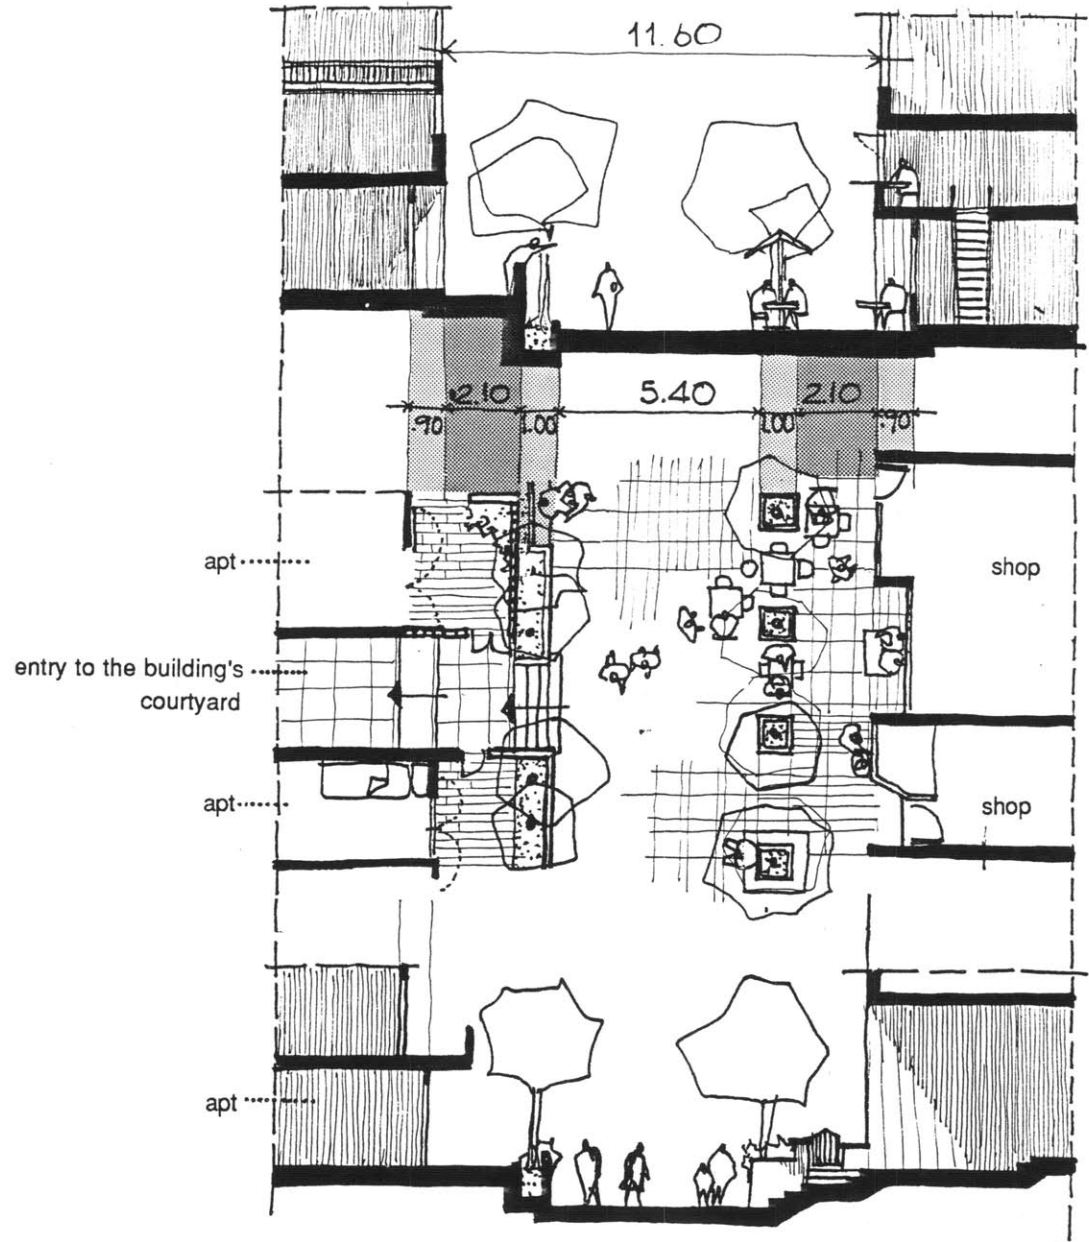 11.60
2.10
5.40
2.10
.90
1.00
1.00
.90
apt
shop
entry to the building's
courtyard
apt
shop
apt